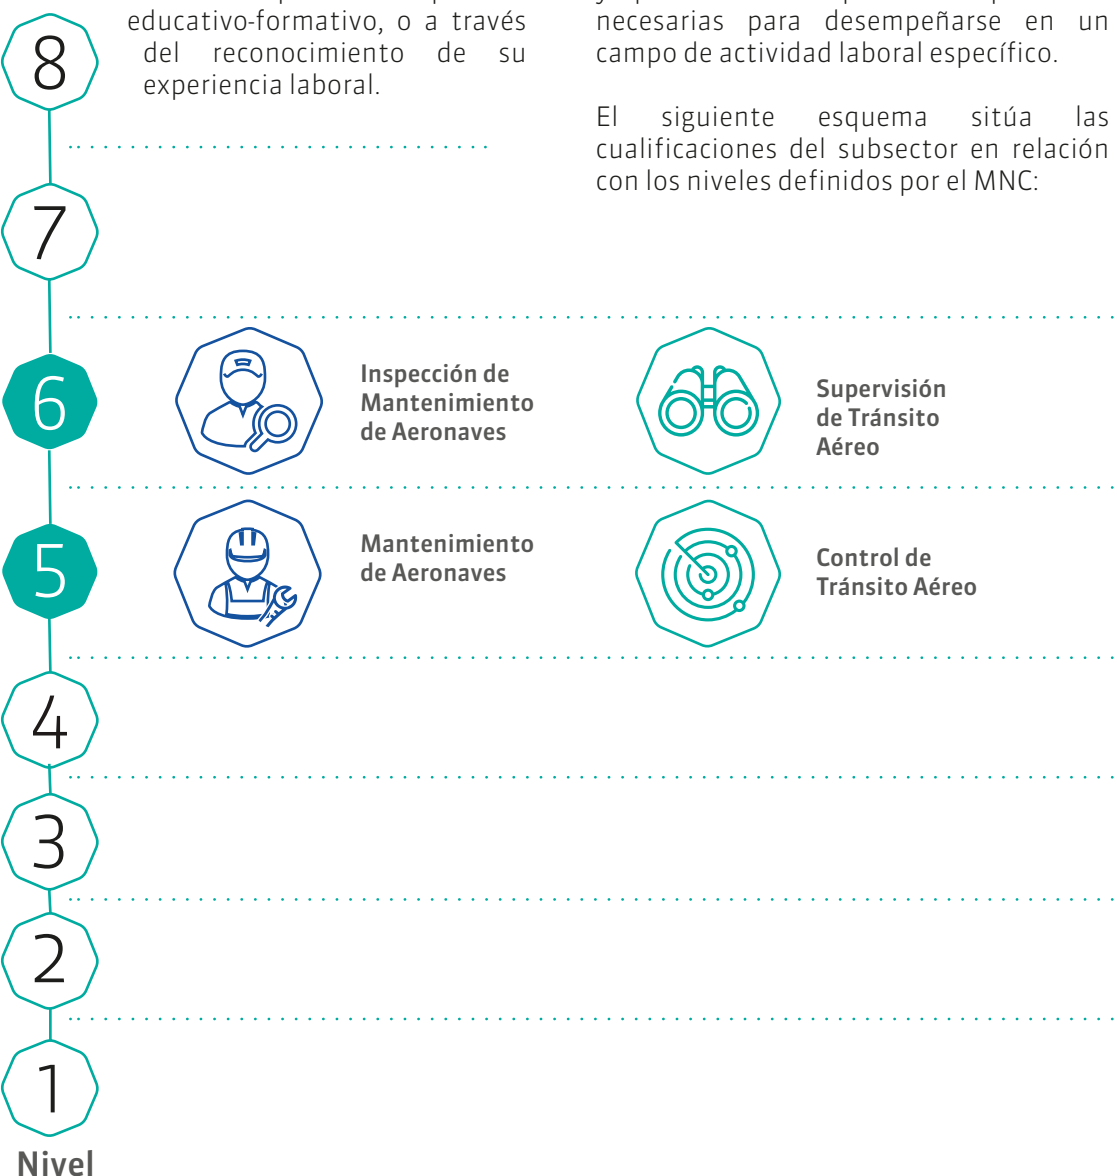 educativo-formativo, o a través
del reconocimiento de su
experiencia laboral.
necesarias para desempeñarse en un
campo de actividad laboral específico.
El siguiente esquema sitúa las
cualificaciones del subsector en relación
con los niveles definidos por el MNC:
8
7
6
Inspección de
Mantenimiento
de Aeronaves
Supervisión
de Tránsito
Aéreo
5
Mantenimiento
de Aeronaves
Control de
Tránsito Aéreo
4
3
2
1
Nivel